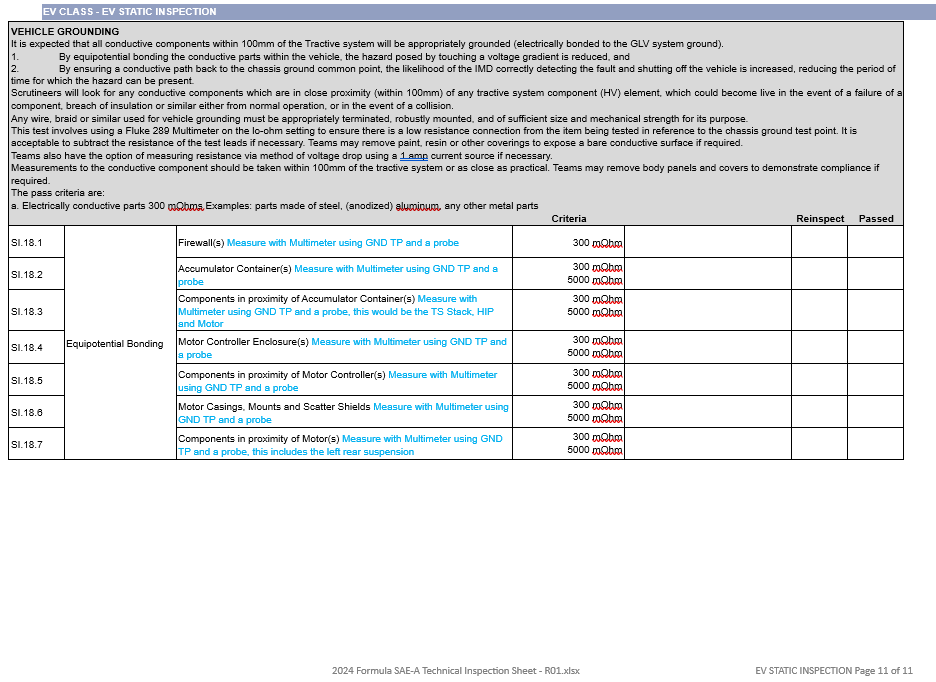 EV CLASS - EV STATIC INSPECTION
VEHICLE GROUNDING
It is expected that all conductive components within 100mm of the Tractive system will be appropriately grounded (electrically bonded to the GLV system ground).
1. By equipotential bonding the conductive parts within the vehicle, the hazard posed by touching a voltage gradient is reduced, and
2. By ensuring a conductive path back to the chassis ground common point, the likelihood of the IMD correctly detecting the fault and shutting off the vehicle is increased, reducing the period of
time for which the hazard can be present.
Scrutineers will look for any conductive components which are in close proximity (within 100mm) of any tractive system component (HV) element, which could become live in the event of a failure of a
component, breach of insulation or similar either from normal operation, or in the event of a collision.
Any wire, braid or similar used for vehicle grounding must be appropriately terminated, robustly mounted, and of sufficient size and mechanical strength for its purpose.
This test involves using a Fluke 289 Multimeter on the lo-ohm setting to ensure there is a low resistance connection from the item being tested in reference to the chassis ground test point. It is
acceptable to subtract the resistance of the test leads if necessary. Teams may remove paint, resin or other coverings to expose a bare conductive surface if required.
Teams also have the option of measuring resistance via method of voltage drop using a 1 amp current source if necessary.
Measurements to the conductive component should be taken within 100mm of the tractive system or as close as practical. Teams may remove body panels and covers to demonstrate compliance if
required.
The pass criteria are:
a. Electrically conductive parts 300 mOhms.Examples: parts made of steel, (anodized) aluminum, any other metal parts
Criteria Reinspect Passed
SI.18.1 Firewall(s) Measure with Multimeter using GND TP and a probe 300 mOhm
SI.18.2 Accumulator Container(s) Measure with Multimeter using GND TP and a 300 mOhm
probe 5000 mOhm
SI.18.3 Components in proximity of Accumulator Container(s) Measure with 300 mOhm
Multimeter using GND TP and a probe, this would be the TS Stack, HIP 5000 mOhm
and Motor
Equipotential Bonding
SI.18.4 Motor Controller Enclosure(s) Measure with Multimeter using GND TP and 300 mOhm
a probe 5000 mOhm
SI.18.5 Components in proximity of Motor Controller(s) Measure with Multimeter 300 mOhm
using GND TP and a probe 5000 mOhm
SI.18.6 Motor Casings, Mounts and Scatter Shields Measure with Multimeter using 300 mOhm
GND TP and a probe 5000 mOhm
SI.18.7 Components in proximity of Motor(s) Measure with Multimeter using GND 300 mOhm
TP and a probe, this includes the left rear suspension 5000 mOhm
2024 Formula SAE-A Technical Inspection Sheet - R01.xlsx EV STATIC INSPECTION Page 11 of 11